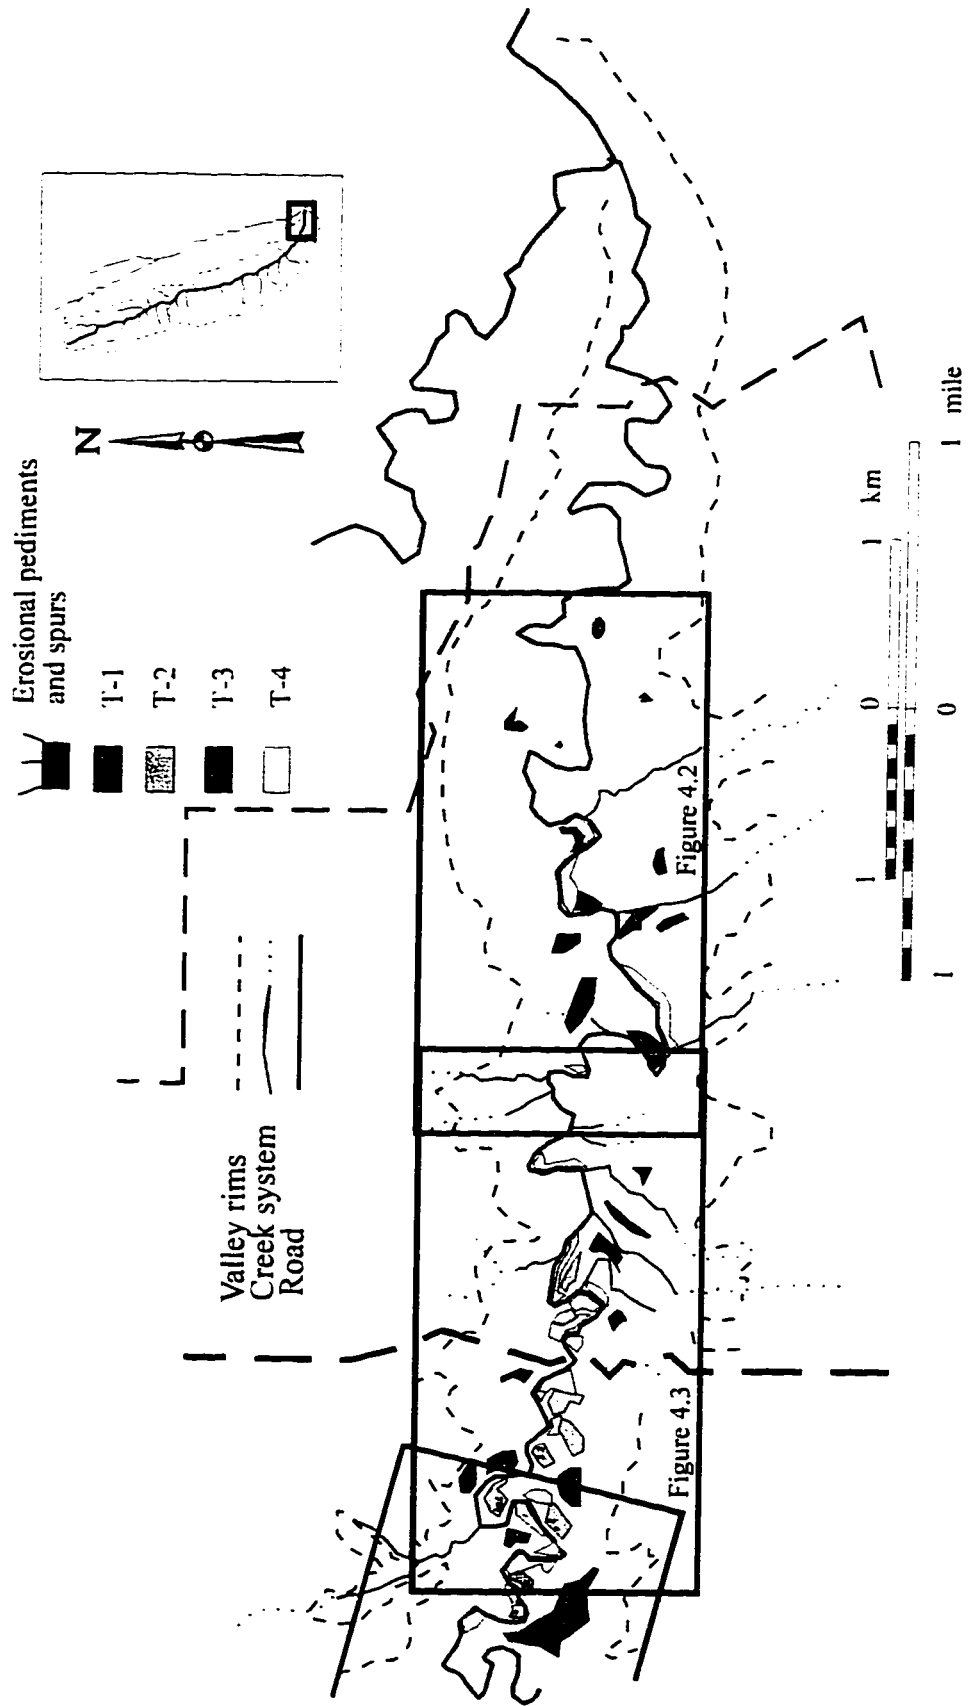 Erosional pediments
and spurs
T-1
T-2
T-3
T-4
N
Valley rims
Creek system
Road
Figure 4.3
Figure 4.2
1 0 1 km
1 0 1 mile